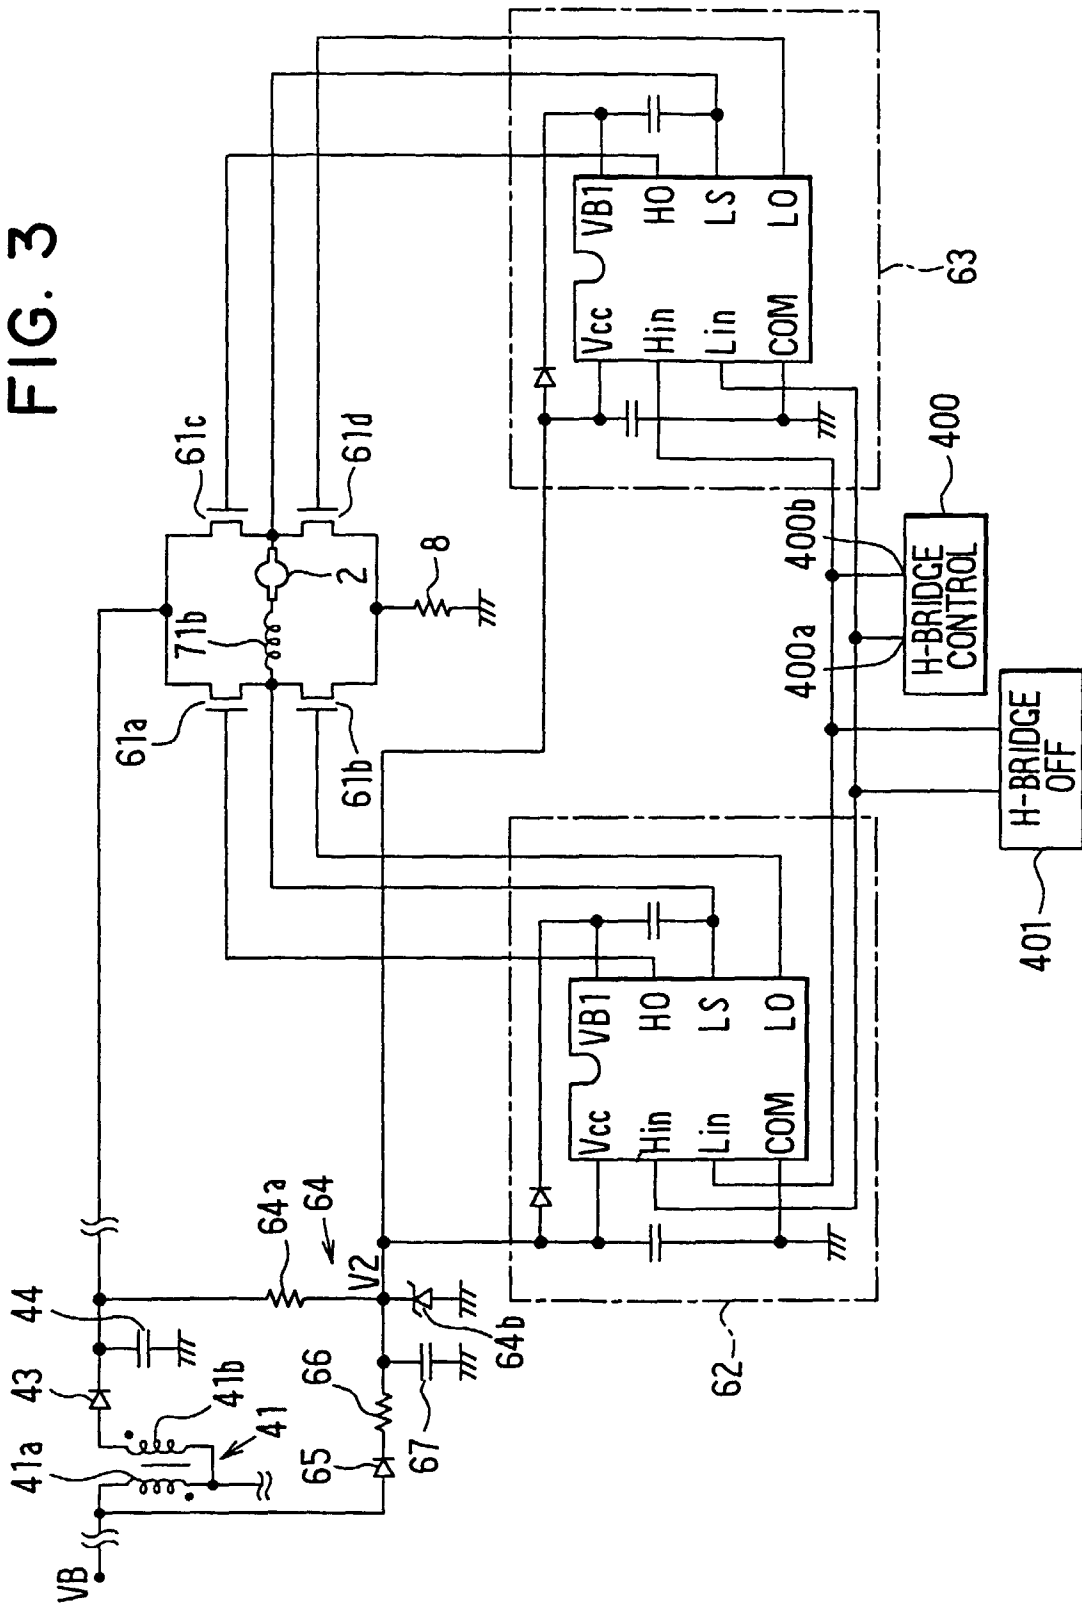 FIG. 3
VB
41a
41b
41
43
44
64a
64
V2
64b
65
66
67
61a
61b
61c
61d
71b
2
8
62
Vcc
Hin
Lin
COM
VB1
HO
LS
LO
63
Vcc
Hin
Lin
COM
VB1
HO
LS
LO
400a
400b
400
H-BRIDGE
CONTROL
401
H-BRIDGE
OFF